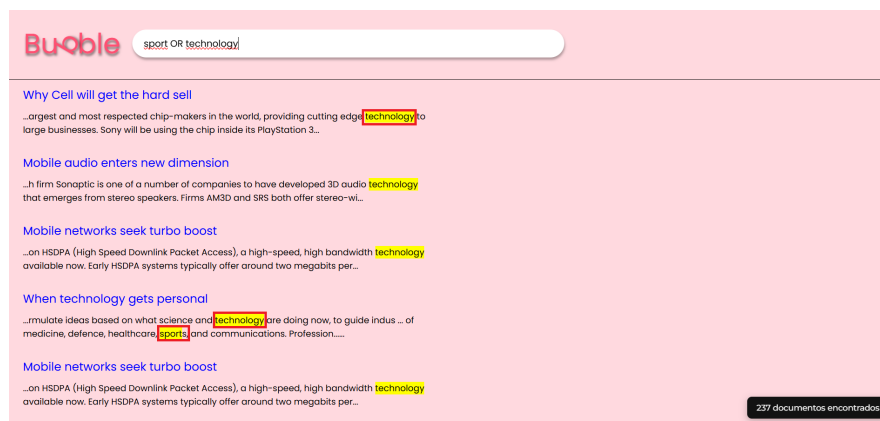 Buqble
sport OR technology
Why Cell will get the hard sell
...argest and most respected chip-makers in the world, providing cutting edge technology to
large businesses. Sony will be using the chip inside its PlayStation 3...
Mobile audio enters new dimension
...h firm Sonaptic is one of a number of companies to have developed 3D audio technology
that emerges from stereo speakers. Firms AM3D and SRS both offer stereo-wi...
Mobile networks seek turbo boost
...on HSDPA (High Speed Downlink Packet Access), a high-speed, high bandwidth technology
available now. Early HSDPA systems typically offer around two megabits per...
When technology gets personal
...rmulate ideas based on what science and technology are doing now, to guide indus ... of
medicine, defence, healthcare, sports, and communications. Profession......
Mobile networks seek turbo boost
...on HSDPA (High Speed Downlink Packet Access), a high-speed, high bandwidth technology
available now. Early HSDPA systems typically offer around two megabits per...
237 documentos encontrados